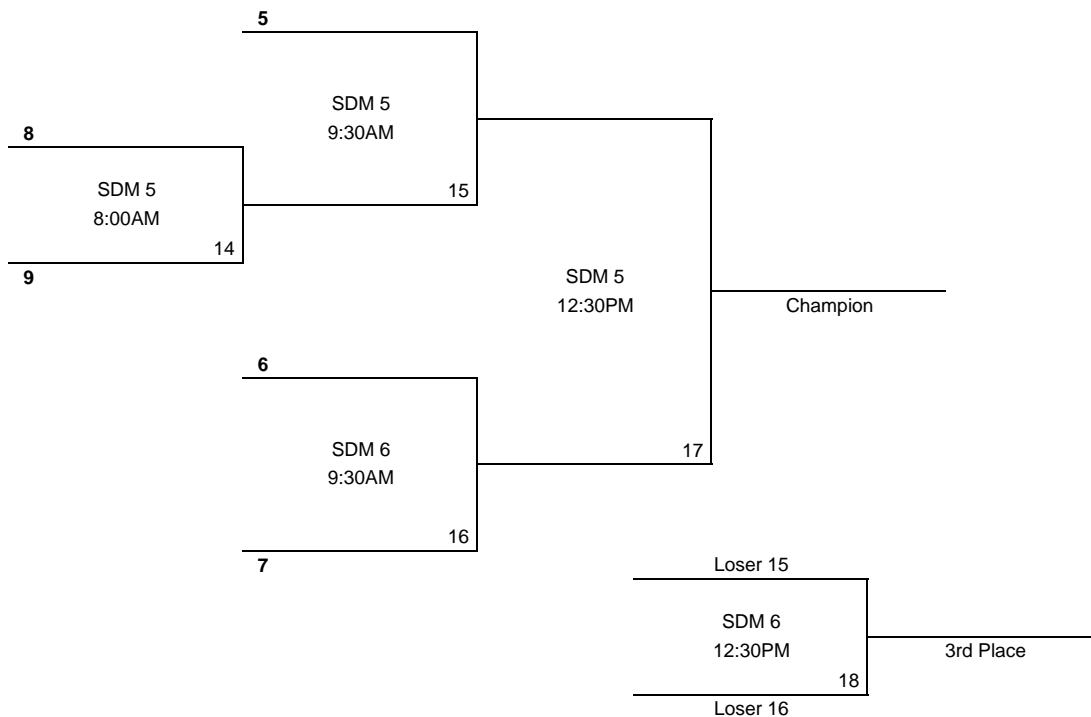 5
SDM 5
9:30AM
15
8
SDM 5
8:00AM
14
9
SDM 5
12:30PM
17
Champion
6
SDM 6
9:30AM
16
7
Loser 15
SDM 6
12:30PM
18
Loser 16
3rd Place